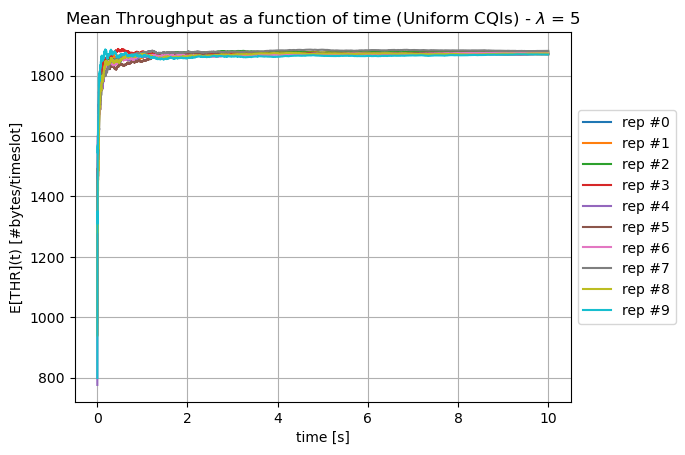 Mean Throughput as a function of time (Uniform CQIs) - λ = 5
E[THR](t) [#bytes/timeslot]
1800
1600
1400
1200
1000
800
0 2 4 6 8 10
time [s]
rep #0
rep #1
rep #2
rep #3
rep #4
rep #5
rep #6
rep #7
rep #8
rep #9